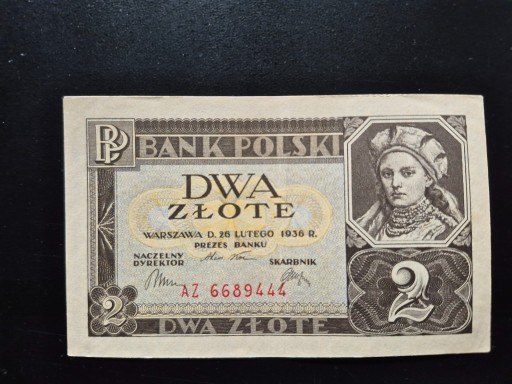 BP
BANK POLSKI
DWA
ZŁOTE
WARSZAWA D. 26 LUTEGO 1936 R.
PREZES BANKU
NACZELNY
DYREKTOR
SKARBNIK
AZ 6689444
2
2
DWA ZŁOTE